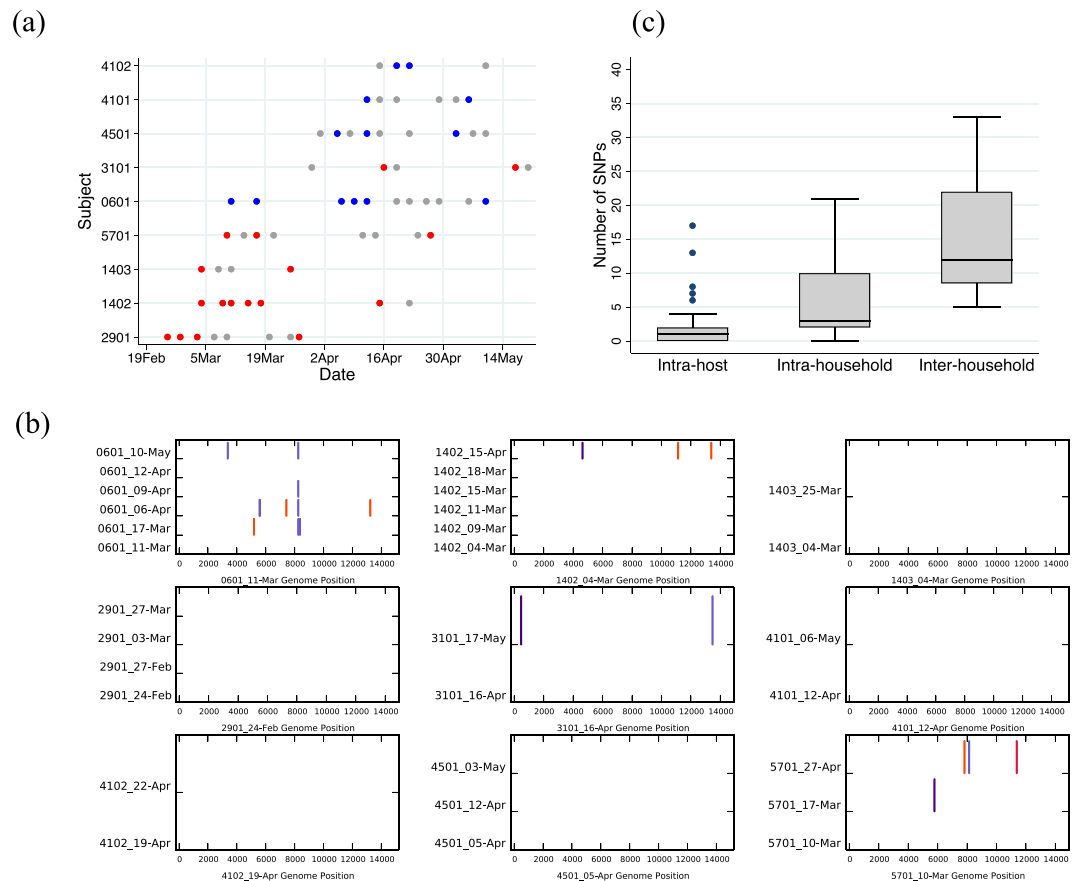 (a)
4102
4101
4501
3101
0601
5701
1403
1402
2901
Subject
19Feb 5Mar 19Mar 2Apr 16Apr 30Apr 14May
Date
(c)
40
35
30
25
20
15
10
5
0
Number of SNPs
Intra-host Intra-household Inter-household
(b)
0601_10-May
0601_12-Apr
0601_09-Apr
0601_06-Apr
0601_17-Mar
0601_11-Mar
0 2000 4000 6000 8000 10000 12000 14000
0601_11-Mar Genome Position
1402_15-Apr
1402_18-Mar
1402_15-Mar
1402_11-Mar
1402_09-Mar
1402_04-Mar
0 2000 4000 6000 8000 10000 12000 14000
1402_04-Mar Genome Position
1403_25-Mar
1403_04-Mar
0 2000 4000 6000 8000 10000 12000 14000
1403_04-Mar Genome Position
2901_27-Mar
2901_03-Mar
2901_27-Feb
2901_24-Feb
0 2000 4000 6000 8000 10000 12000 14000
2901_24-Feb Genome Position
3101_17-May
3101_16-Apr
0 2000 4000 6000 8000 10000 12000 14000
3101_16-Apr Genome Position
4101_06-May
4101_12-Apr
0 2000 4000 6000 8000 10000 12000 14000
4101_12-Apr Genome Position
4102_22-Apr
4102_19-Apr
0 2000 4000 6000 8000 10000 12000 14000
4102_19-Apr Genome Position
4501_03-May
4501_12-Apr
4501_05-Apr
0 2000 4000 6000 8000 10000 12000 14000
4501_05-Apr Genome Position
5701_27-Apr
5701_17-Mar
5701_10-Mar
0 2000 4000 6000 8000 10000 12000 14000
5701_10-Mar Genome Position